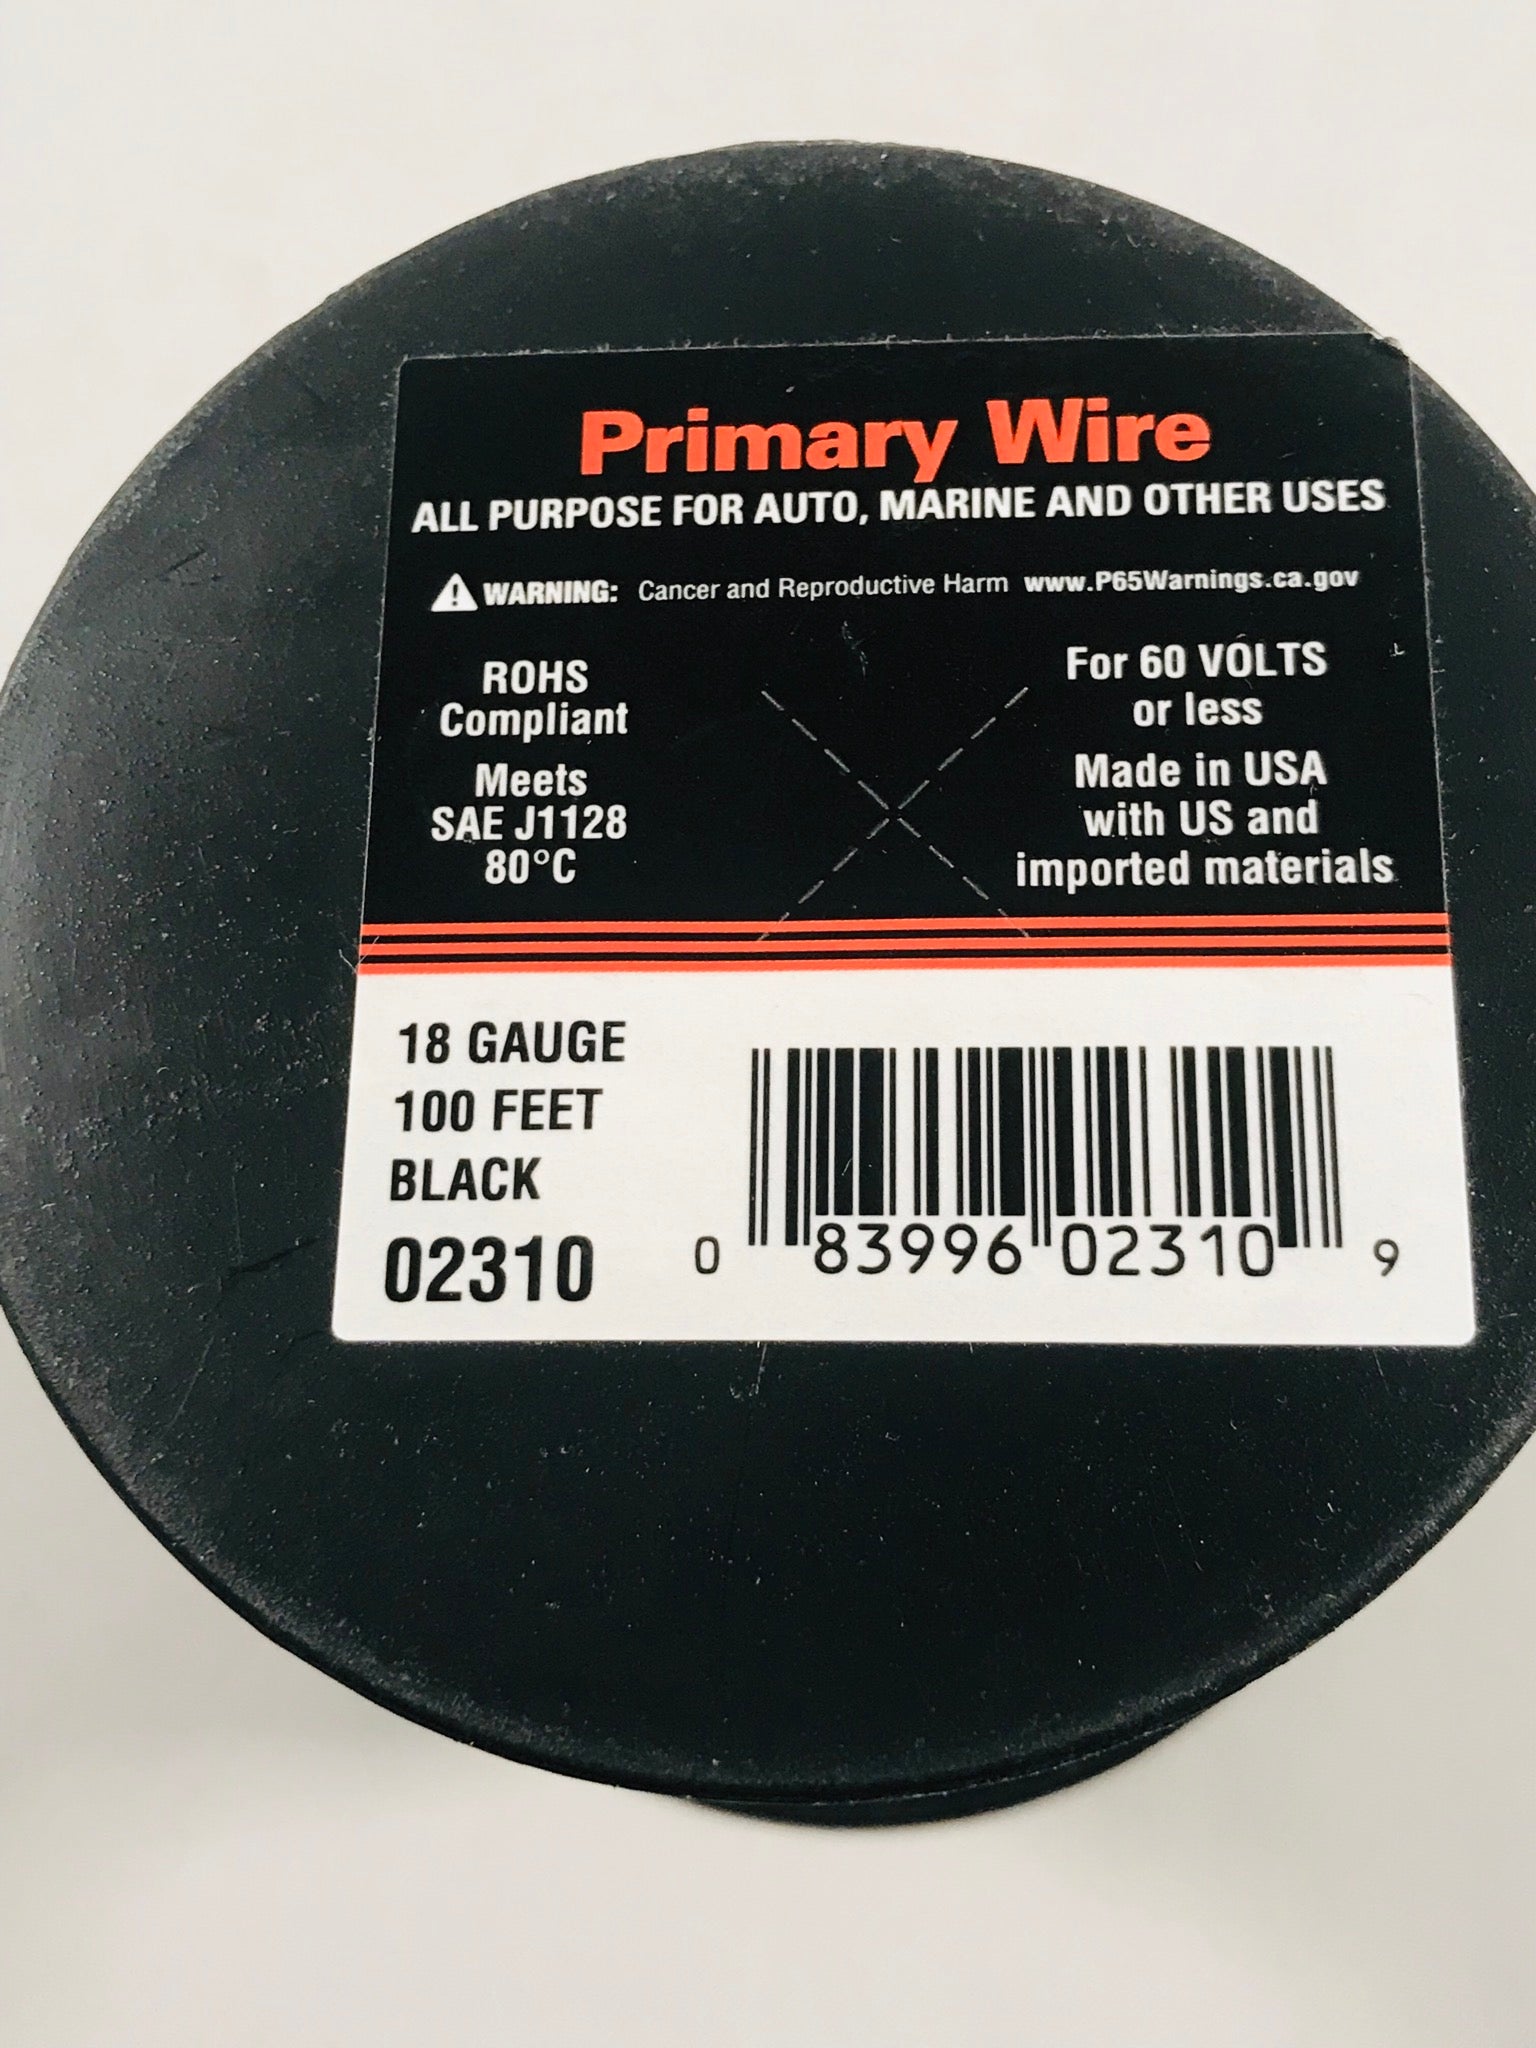 Primary Wire
ALL PURPOSE FOR AUTO, MARINE AND OTHER USES
WARNING: Cancer and Reproductive Harm www.P65Warnings.ca.gov
ROHS
Compliant
Meets
SAE J1128
80°C
For 60 VOLTS
or less
Made in USA
with US and
imported materials
18 GAUGE
100 FEET
BLACK
02310
0 83996 02310 9